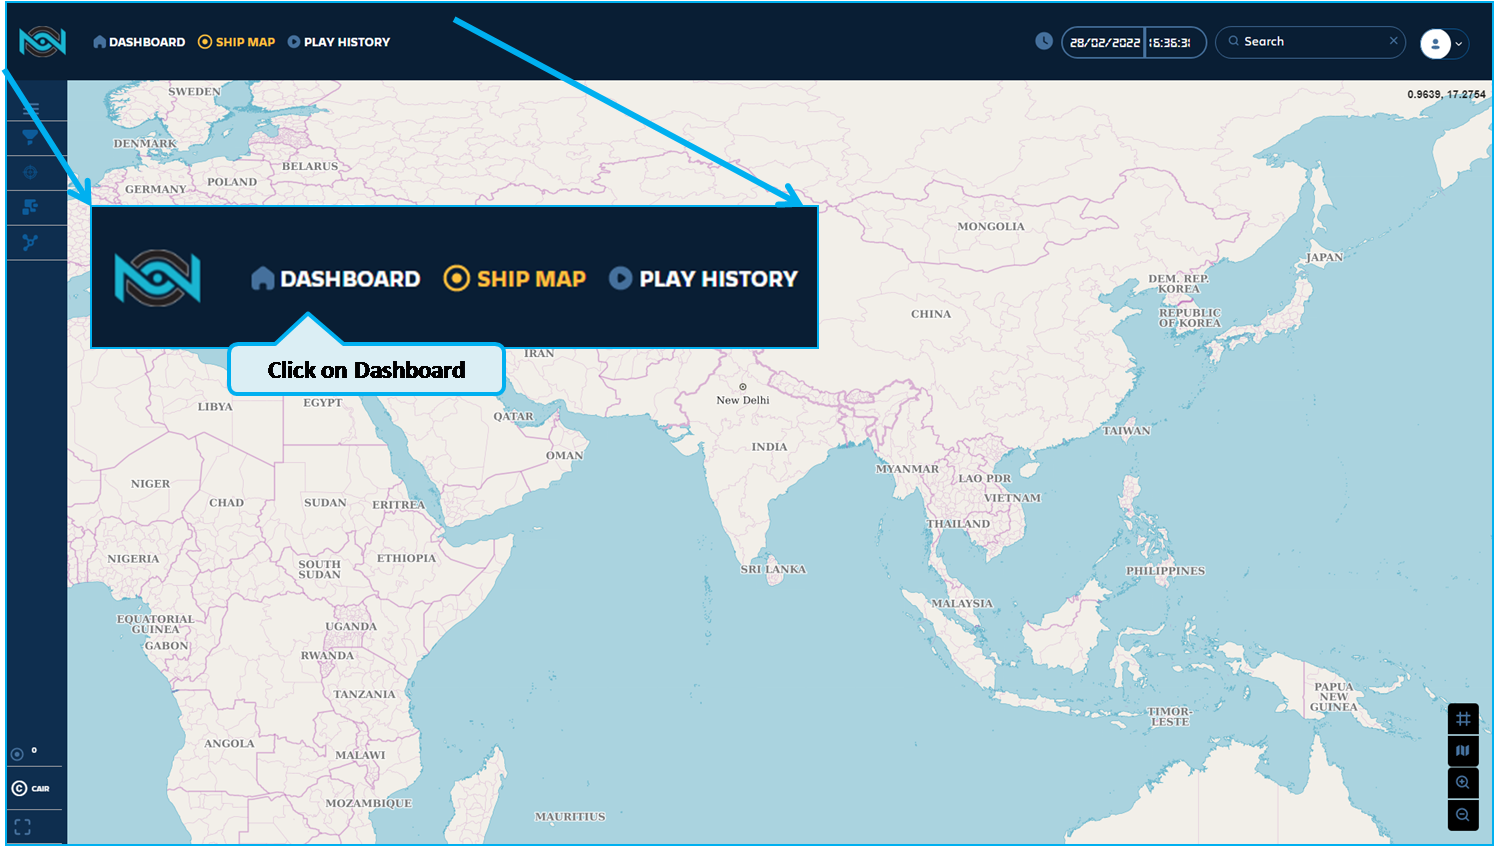 DASHBOARD SHIP MAP PLAY HISTORY
28/02/2022 16:36:31
Search
0.9639, 17.2754
SWEDEN
DENMARK
BELARUS
POLAND
GERMANY
MONGOLIA
JAPAN
DEM. REP.
KOREA
REPUBLIC
OF KOREA
CHINA
DASHBOARD SHIP MAP PLAY HISTORY
Click on Dashboard
IRAN
New Delhi
LIBYA
EGYPT
QATAR
TAIWAN
INDIA
OMAN
MYANMAR
LAO PDR
NIGER
CHAD
SUDAN
ERITREA
VIETNAM
THAILAND
NIGERIA
ETHIOPIA
SOUTH
SUDAN
SRI LANKA
PHILIPPINES
MALAYSIA
EQUATORIAL
GUINEA
UGANDA
GABON
RWANDA
TANZANIA
PAPUA
NEW
GUINEA
TIMOR-
LESTE
ANGOLA
MALAWI
0
C CAIR
MOZAMBIQUE
MAURITIUS